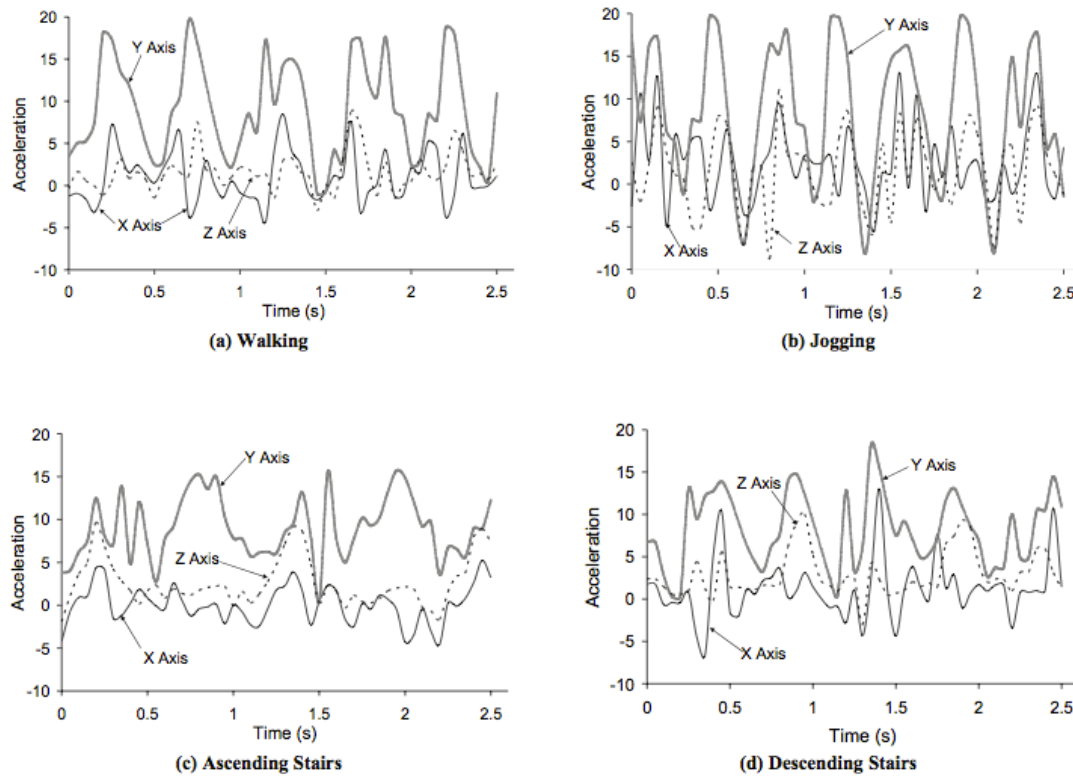 20
15
10
5
0
-5
-10
Acceleration
Y Axis
X Axis
Z Axis
0 0.5 1 1.5 2 2.5
Time (s)
(a) Walking
20
15
10
5
0
-5
-10
Acceleration
Y Axis
X Axis
Z Axis
0 0.5 1 1.5 2 2.5
Time (s)
(b) Jogging
20
15
10
5
0
-5
-10
Acceleration
Y Axis
Z Axis
X Axis
0 0.5 1 1.5 2 2.5
Time (s)
(c) Ascending Stairs
20
15
10
5
0
-5
-10
Acceleration
Y Axis
Z Axis
X Axis
0 0.5 1 1.5 2 2.5
Time (s)
(d) Descending Stairs